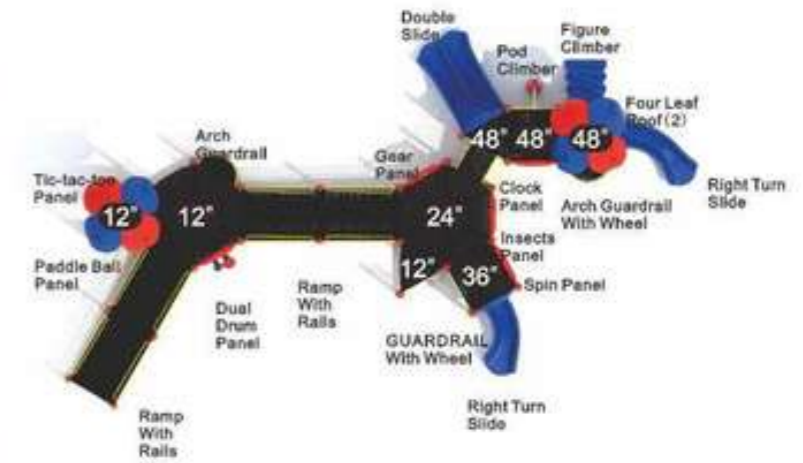 Double
Slide
Figure
Climber
Pod
Climber
Four Leaf
Roof(2)
48"
48"
48"
Arch
Guardrail
Gear
Panel
Tic-tac-toe
Panel
Clock
Panel
Right Turn
Slide
Arch Guardrail
With Wheel
12"
12"
24"
Insects
Panel
Paddle Ball
Panel
12"
36"
Spin Panel
Ramp
With
Rails
Dual
Drum
Panel
GUARDRAIL
With Wheel
Right Turn
Slide
Ramp
With
Rails